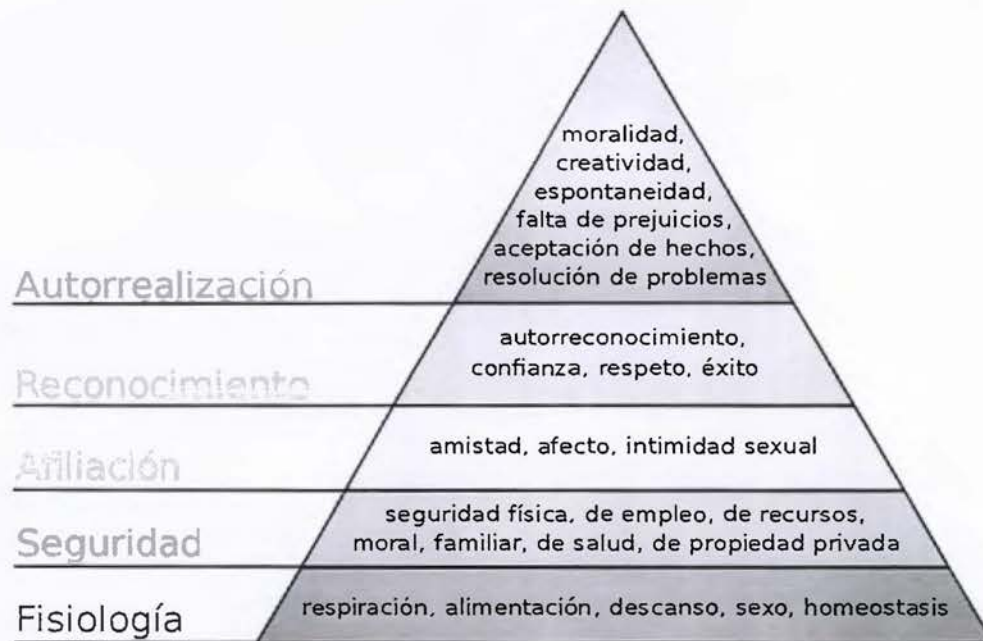 moralidad,
creatividad,
espontaneidad,
falta de prejuicios,
aceptación de hechos,
resolución de problemas
Autorrealización
autorreconocimiento,
confianza, respeto, éxito
Reconocimiento
amistad, afecto, intimidad sexual
Afiliación
seguridad física, de empleo, de recursos,
moral, familiar, de salud, de propiedad privada
Seguridad
respiración, alimentación, descanso, sexo, homeostasis
Fisiología